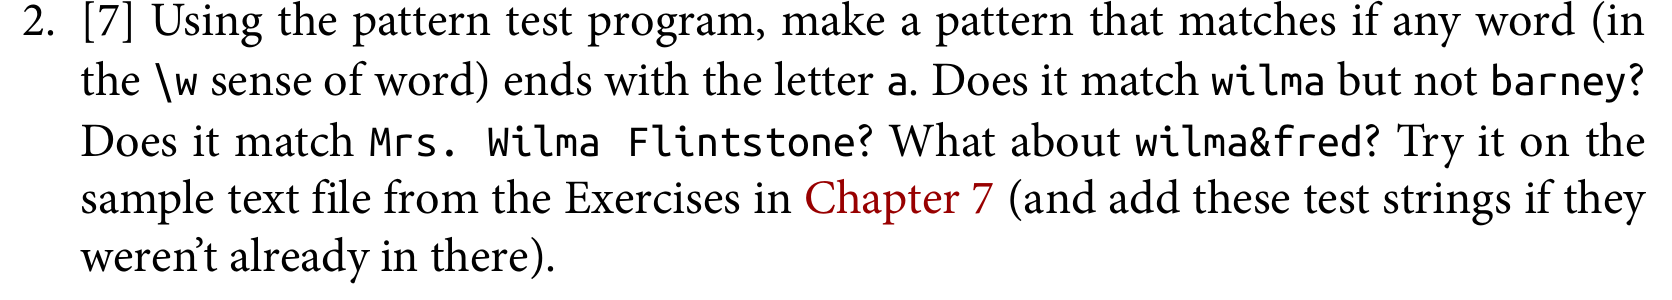 2. [7] Using the pattern test program, make a pattern that matches if any word (in
the \w sense of word) ends with the letter a. Does it match wilma but not barney?
Does it match Mrs. Wilma Flintstone? What about wilma&fred? Try it on the
sample text file from the Exercises in Chapter 7 (and add these test strings if they
weren’t already in there).